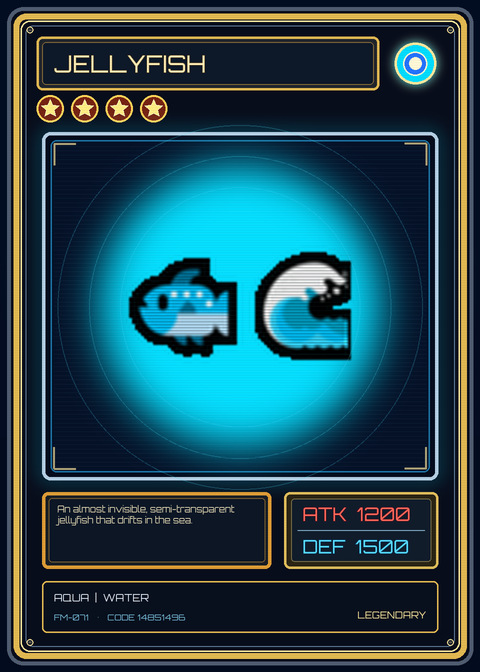 JELLYFISH
An almost invisible, semi-transparent
jellyfish that drifts in the sea.
ATK 1200
DEF 1500
AQUA | WATER
FM-071 · CODE 14851496
LEGENDARY